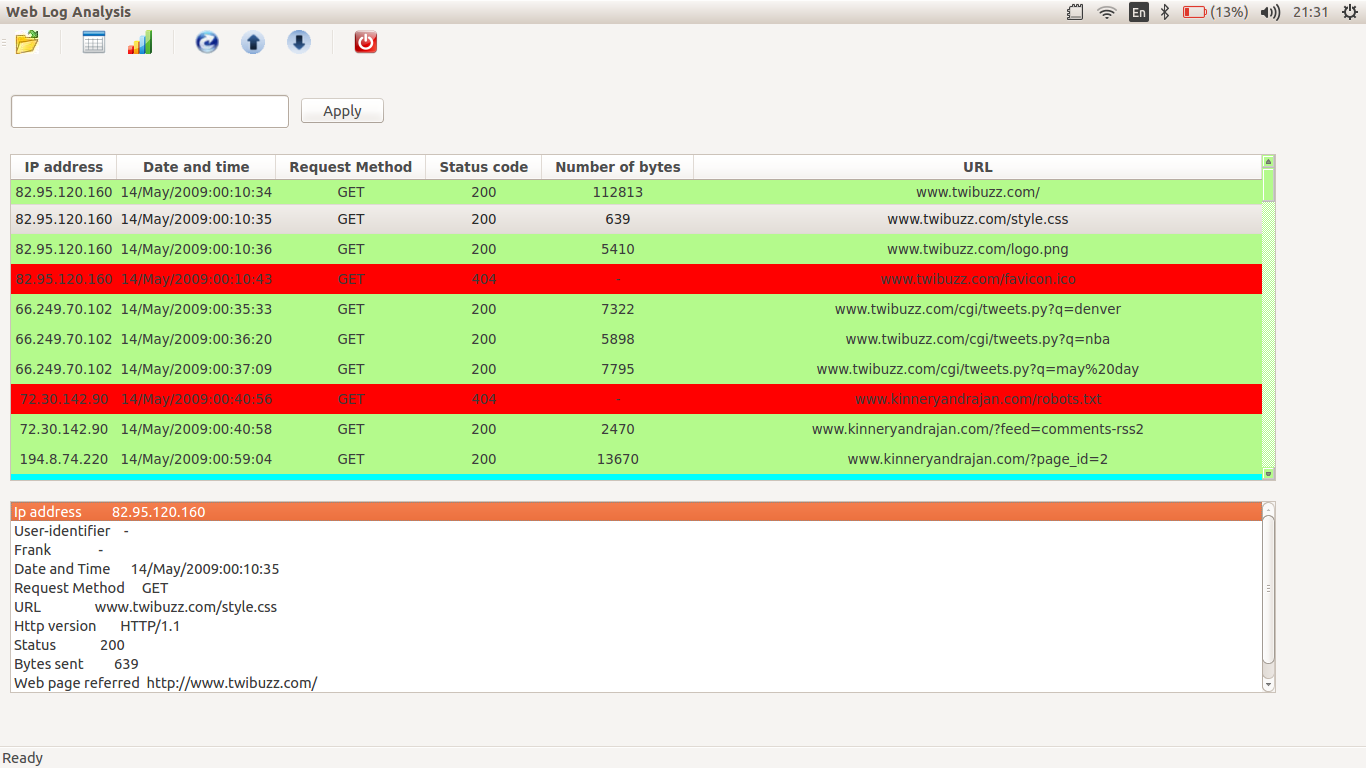 Web Log Analysis En (13%) 21:31
Apply
IP address Date and time Request Method Status code Number of bytes URL
82.95.120.160 14/May/2009:00:10:34 GET 200 112813 www.twibuzz.com/
82.95.120.160 14/May/2009:00:10:35 GET 200 639 www.twibuzz.com/style.css
82.95.120.160 14/May/2009:00:10:36 GET 200 5410 www.twibuzz.com/logo.png
82.95.120.160 14/May/2009:00:10:43 GET 404 - www.twibuzz.com/favicon.ico
66.249.70.102 14/May/2009:00:35:33 GET 200 7322 www.twibuzz.com/cgi/tweets.py?q=denver
66.249.70.102 14/May/2009:00:36:20 GET 200 5898 www.twibuzz.com/cgi/tweets.py?q=nba
66.249.70.102 14/May/2009:00:37:09 GET 200 7795 www.twibuzz.com/cgi/tweets.py?q=may%20day
72.30.142.90 14/May/2009:00:40:56 GET 404 - www.kinneryandrajan.com/robots.txt
72.30.142.90 14/May/2009:00:40:58 GET 200 2470 www.kinneryandrajan.com/?feed=comments-rss2
194.8.74.220 14/May/2009:00:59:04 GET 200 13670 www.kinneryandrajan.com/?page_id=2
Ip address 82.95.120.160
User-identifier -
Frank -
Date and Time 14/May/2009:00:10:35
Request Method GET
URL www.twibuzz.com/style.css
Http version HTTP/1.1
Status 200
Bytes sent 639
Web page referred http://www.twibuzz.com/
Ready